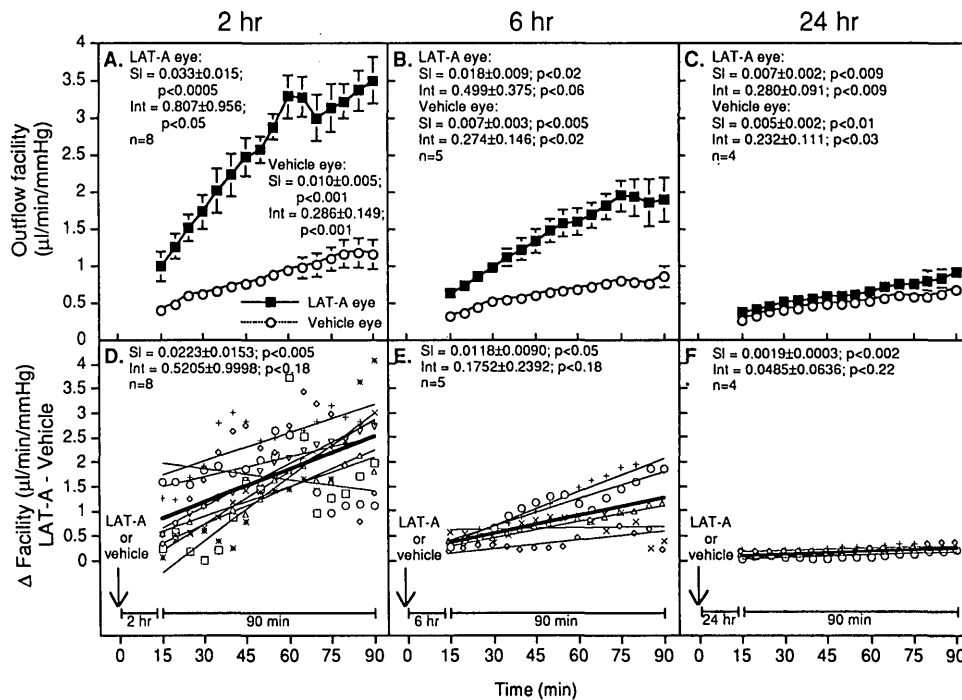 2 hr
6 hr
24 hr
Outflow facility
(µl/min/mmHg)
4
3.5
3
2.5
2
1.5
1
0.5
0
A.
LAT-A eye:
Sl = 0.033±0.015;
p<0.0005
Int = 0.807±0.956;
p<0.05
n=8
Vehicle eye:
Sl = 0.010±0.005;
p<0.001
Int = 0.286±0.149;
p<0.001
LAT-A eye
Vehicle eye
B.
LAT-A eye:
Sl = 0.018±0.009; p<0.02
Int = 0.499±0.375; p<0.06
Vehicle eye:
Sl = 0.007±0.003; p<0.005
Int = 0.274±0.146; p<0.02
n=5
C.
LAT-A eye:
Sl = 0.007±0.002; p<0.009
Int = 0.280±0.091; p<0.009
Vehicle eye:
Sl = 0.005±0.002; p<0.01
Int = 0.232±0.111; p<0.03
n=4
Δ Facility (µl/min/mmHg)
LAT-A - Vehicle
4
3.5
3
2.5
2
1.5
1
0.5
0
D.
Sl = 0.0223±0.0153; p<0.005
Int = 0.5205±0.9998; p<0.18
n=8
LAT-A
or
vehicle
2 hr
90 min
E.
Sl = 0.0118±0.0090; p<0.05
Int = 0.1752±0.2392; p<0.18
n=5
LAT-A
or
vehicle
6 hr
90 min
F
Sl = 0.0019±0.0003; p<0.002
Int = 0.0485±0.0636; p<0.22
n=4
LAT-A
or
vehicle
24 hr
90 min
0 15 30 45 60 75 90
0 15 30 45 60 75 90
0 15 30 45 60 75 90
Time (min)